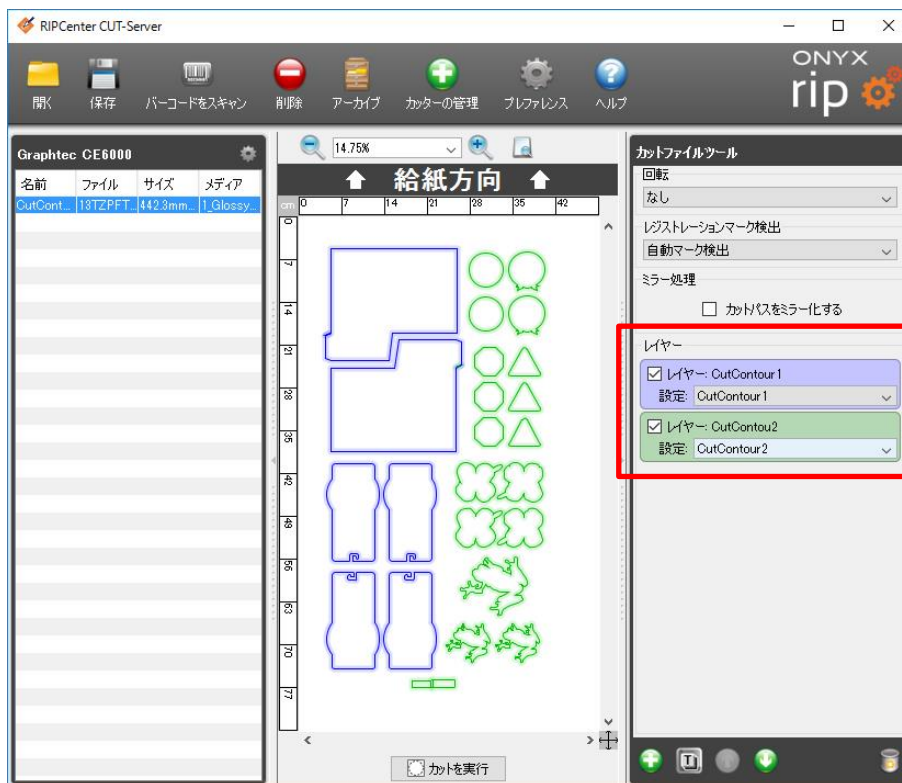 RIPCenter CUT-Server
開く 保存 バーコードをスキャン 削除 アーカイブ カッターの管理 プレファレンス ヘルプ
ONYX
rip
Graphtec CE6000
名前 ファイル サイズ メディア
CutCont... 13TZPFT... 442.3mm... 1_Glossy...
14.75%
給紙方向
cm 0 7 14 21 28 35 42
0
7
14
21
28
35
42
49
56
63
70
77
カットを実行
カットファイルツール
回転
なし
レジストレーションマーク検出
自動マーク検出
ミラー処理
カットパスをミラー化する
レイヤー
レイヤー: CutContour1
設定: CutContour1
レイヤー: CutContou2
設定: CutContour2